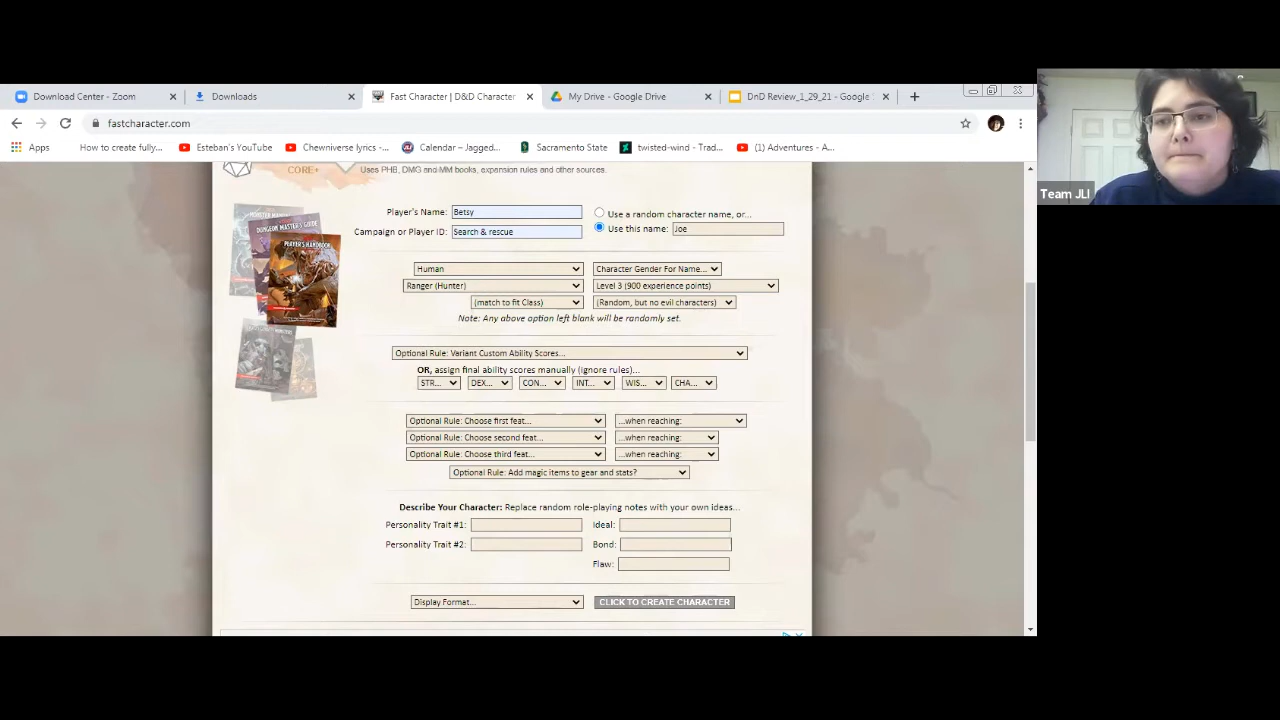 Download Center - Zoom
Downloads
Fast Character | D&D Character
My Drive - Google Drive
DnD Review_1_29_21 - Google
fastcharacter.com
Apps
How to create fully...
Esteban's YouTube
Chewniverse lyrics -...
Calendar – Jagged...
Sacramento State
twisted-wind - Trad...
(1) Adventures - A...
Team JLI
CORE+
Uses PHB, DMG and MM books, expansion rules and other sources.
DUNGEON MASTER'S GUIDE
PLAYER'S HANDBOOK
Player's Name: Betsy
Use a random character name, or...
Campaign or Player ID: Search & rescue
Use this name: Joe
Human
Character Gender For Name...
Ranger (Hunter)
Level 3 (900 experience points)
(match to fit Class)
(Random, but no evil characters)
Note: Any above option left blank will be randomly set.
Optional Rule: Variant Custom Ability Scores...
OR, assign final ability scores manually (ignore rules)...
STR... DEX... CON... INT... WIS... CHA...
Optional Rule: Choose first feat...
...when reaching:
Optional Rule: Choose second feat...
...when reaching:
Optional Rule: Choose third feat...
...when reaching:
Optional Rule: Add magic items to gear and stats?
Describe Your Character: Replace random role-playing notes with your own ideas...
Personality Trait #1:
Ideal:
Personality Trait #2:
Bond:
Flaw:
Display Format...
CLICK TO CREATE CHARACTER